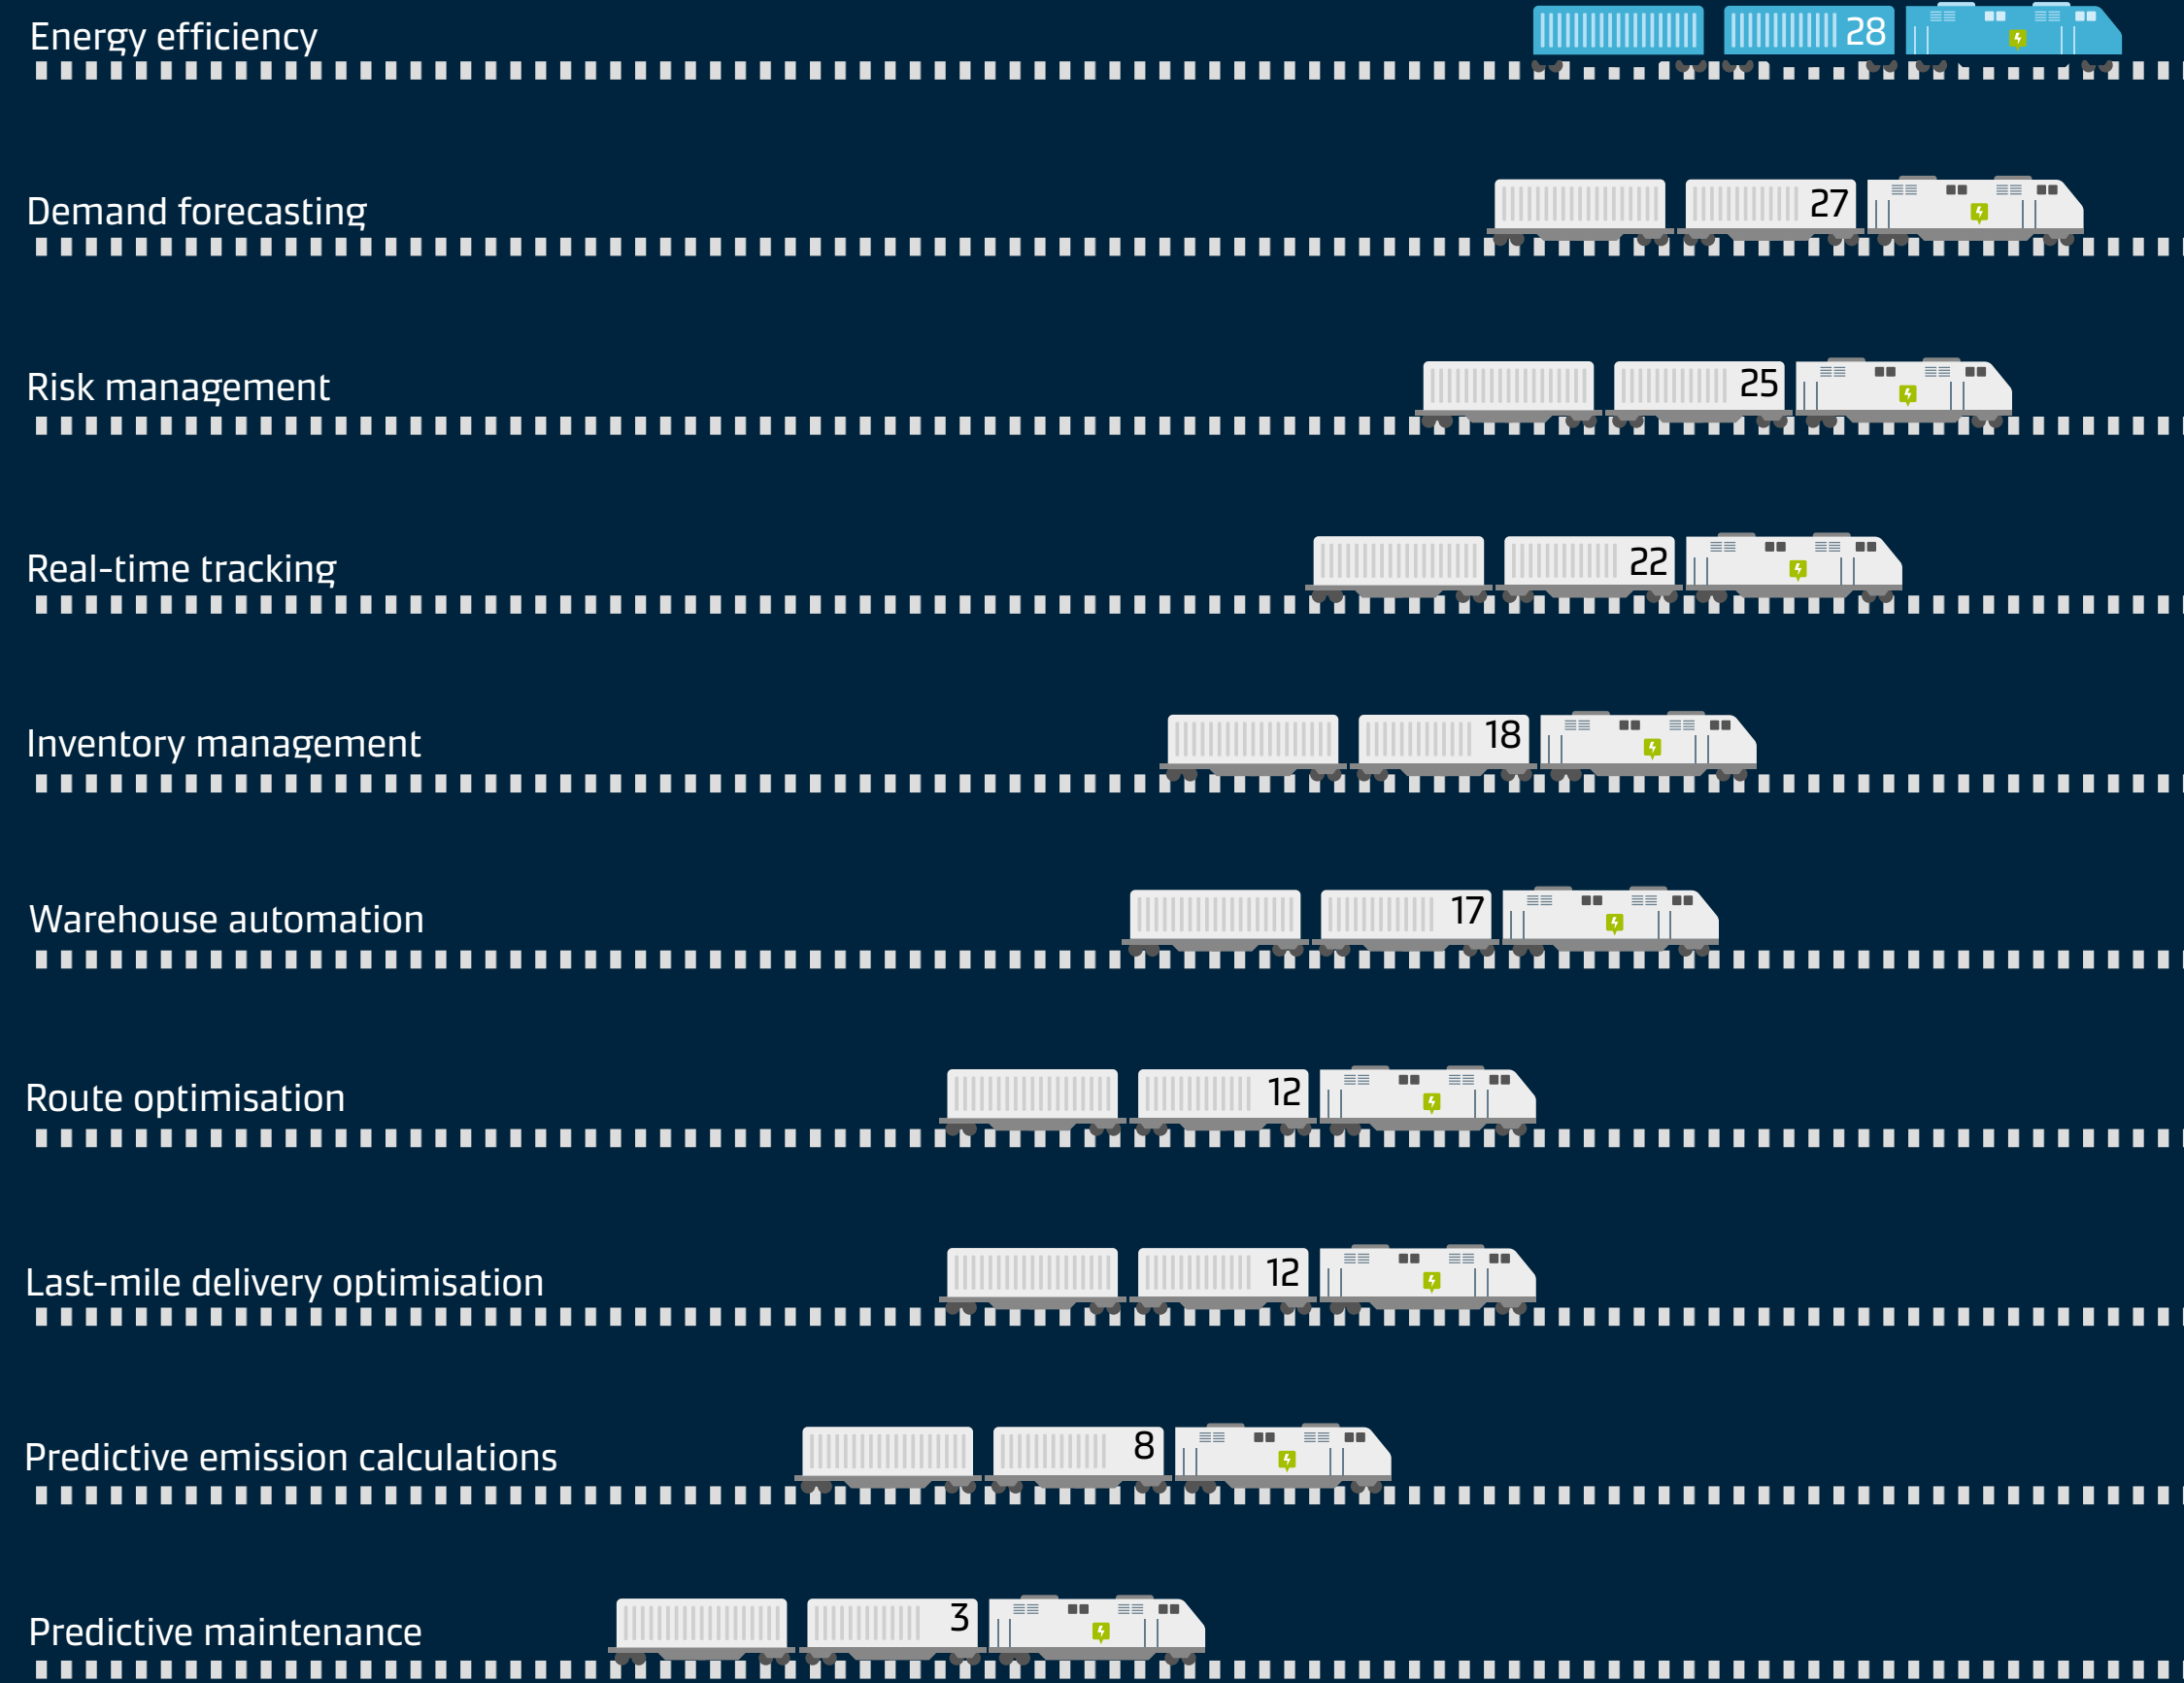 Energy efficiency 28
Demand forecasting 27
Risk management 25
Real-time tracking 22
Inventory management 18
Warehouse automation 17
Route optimisation 12
Last-mile delivery optimisation 12
Predictive emission calculations 8
Predictive maintenance 3